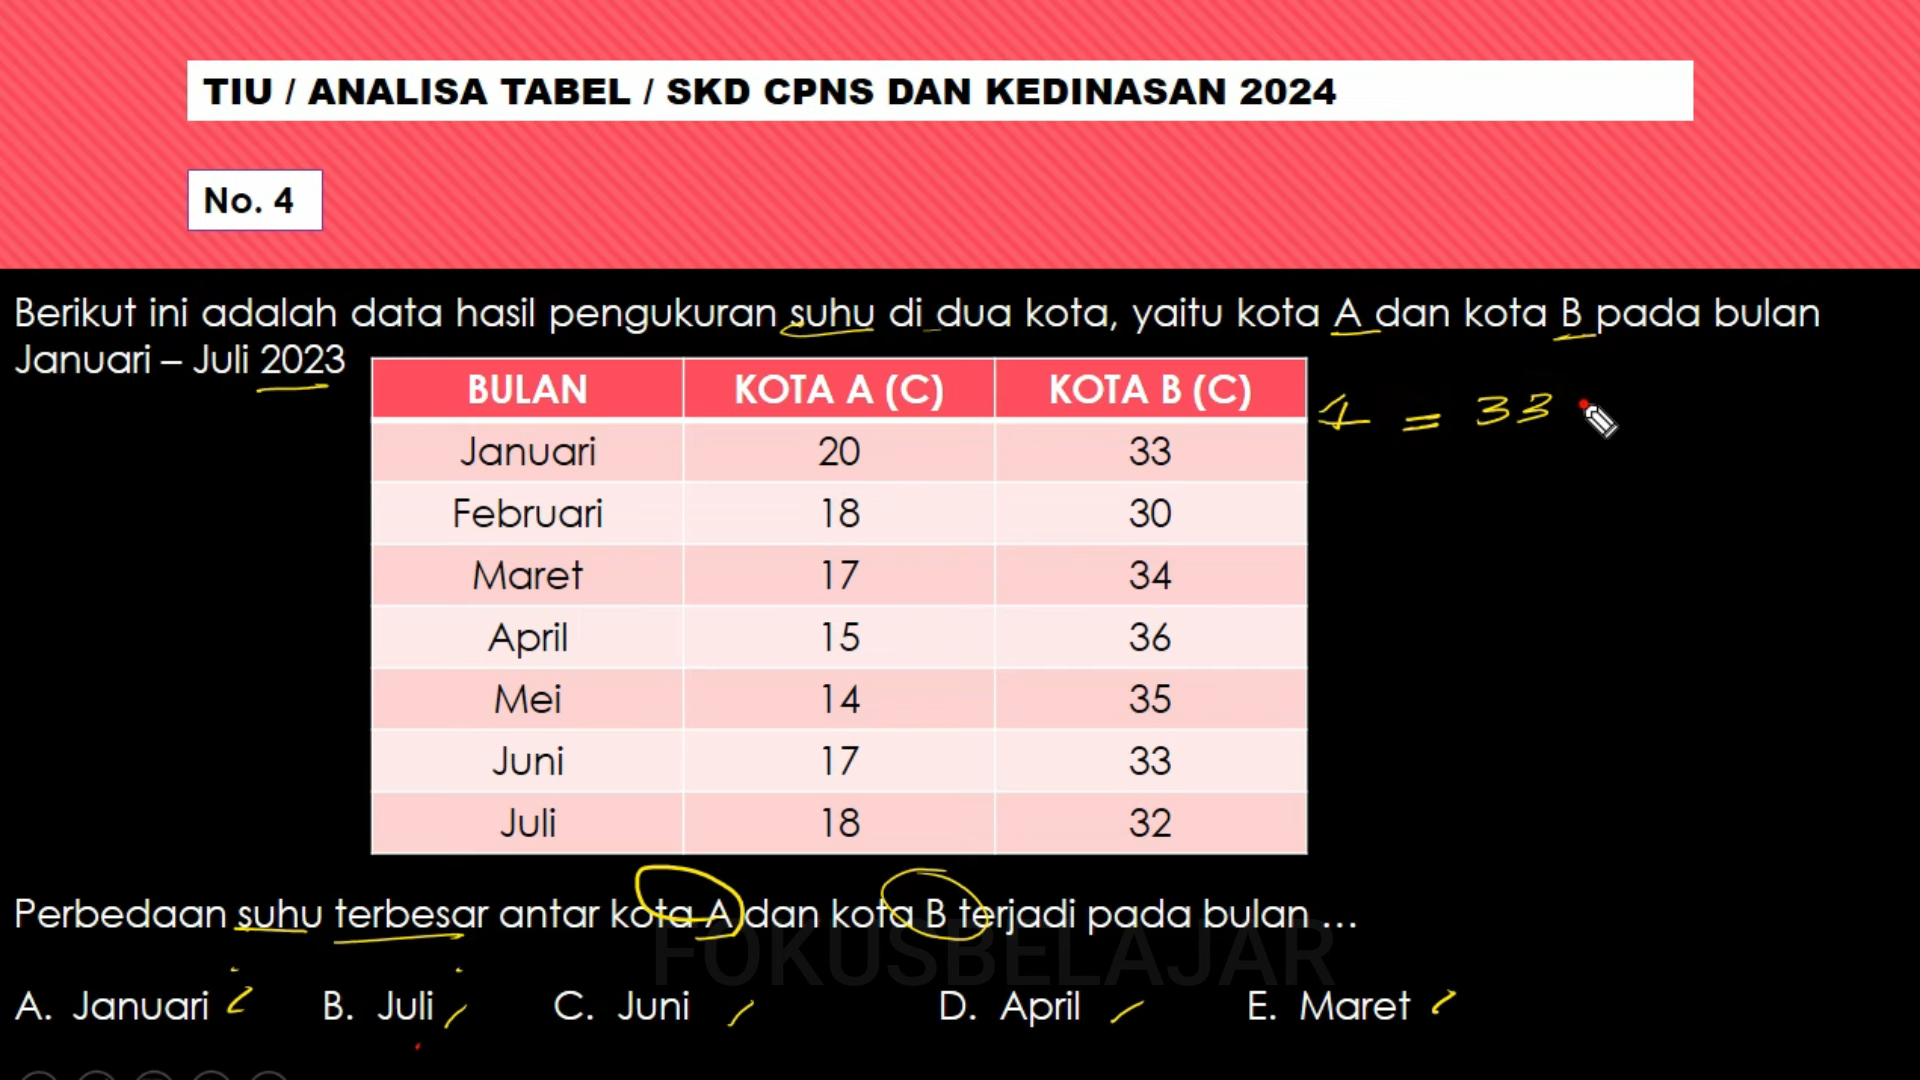 TIU / ANALISA TABEL / SKD CPNS DAN KEDINASAN 2024
No. 4
Berikut ini adalah data hasil pengukuran suhu di dua kota, yaitu kota A dan kota B pada bulan
Januari – Juli 2023
BULAN KOTA A (C) KOTA B (C)
1 = 33
Januari 20 33
Februari 18 30
Maret 17 34
April 15 36
Mei 14 35
Juni 17 33
Juli 18 32
Perbedaan suhu terbesar antar kota A dan kota B terjadi pada bulan ...
FOKUSBELAJAR
A. Januari B. Juli C. Juni D. April E. Maret